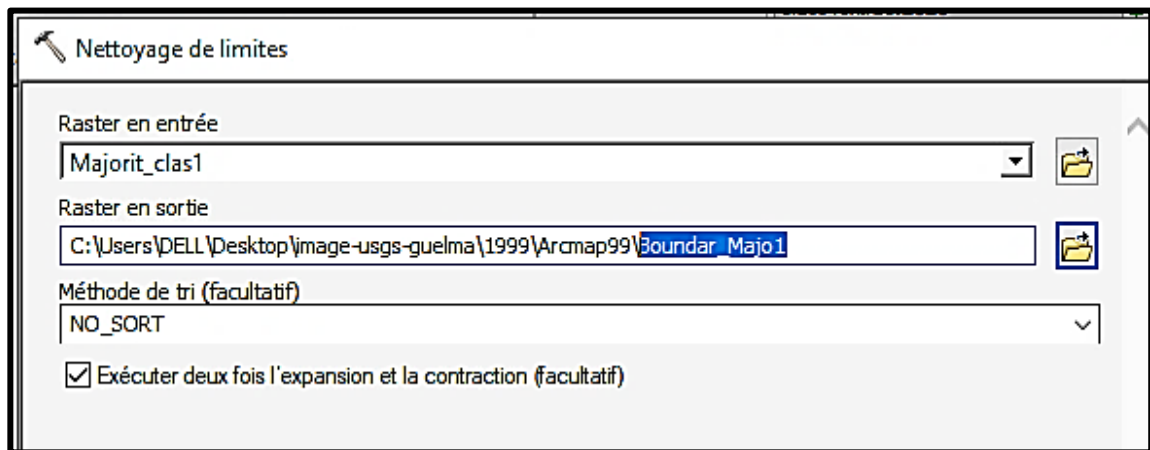 Nettoyage de limites
Raster en entrée
Majorit_clas1
Raster en sortie
C:\Users\DELL\Desktop\image-usgs-guelma\1999\Arcmap99\Boundar_Majo1
Méthode de tri (facultatif)
NO_SORT
Exécuter deux fois l'expansion et la contraction (facultatif)